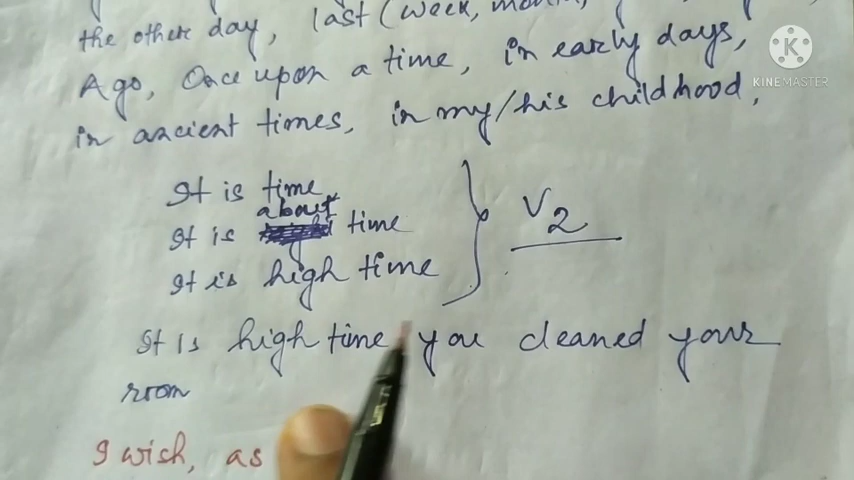 the other day, last (week, month,
Ago, Once upon a time, in early days,
in ancient times, in my/his childhood,
It is time
It is about time
It is high time
V2
It is high time you cleaned your
room
I wish, as
KINEMASTER